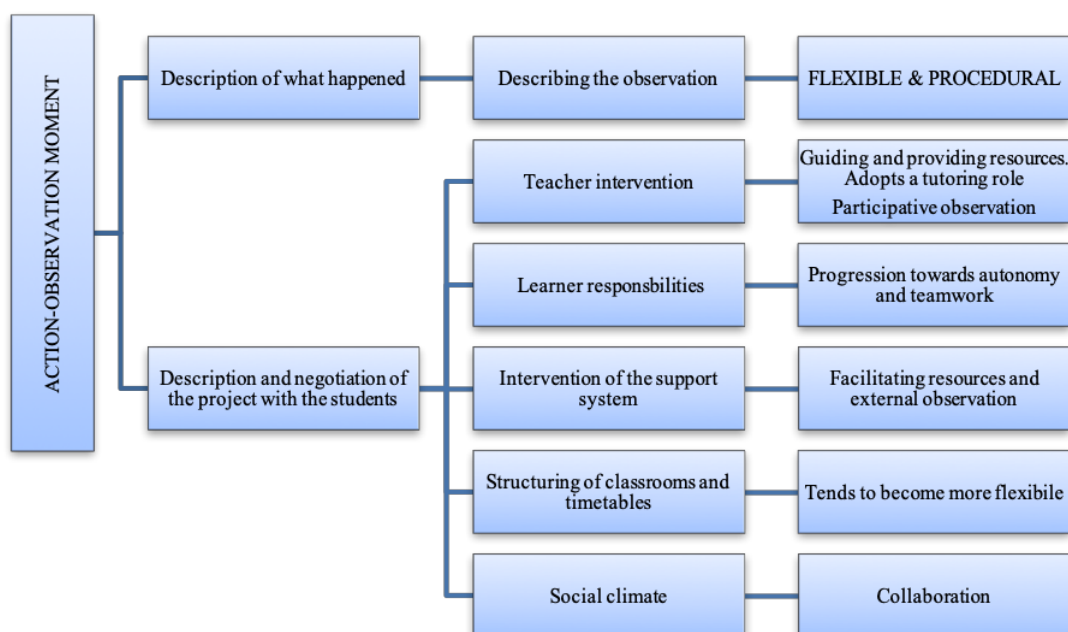 ACTION-OBSERVATION MOMENT
Description of what happened
Describing the observation
FLEXIBLE & PROCEDURAL
Description and negotiation of
the project with the students
Teacher intervention
Guiding and providing resources.
Adopts a tutoring role
Participative observation
Learner responsbilities
Progression towards autonomy
and teamwork
Intervention of the support
system
Facilitating resources and
external observation
Structuring of classrooms and
timetables
Tends to become more flexibile
Social climate
Collaboration